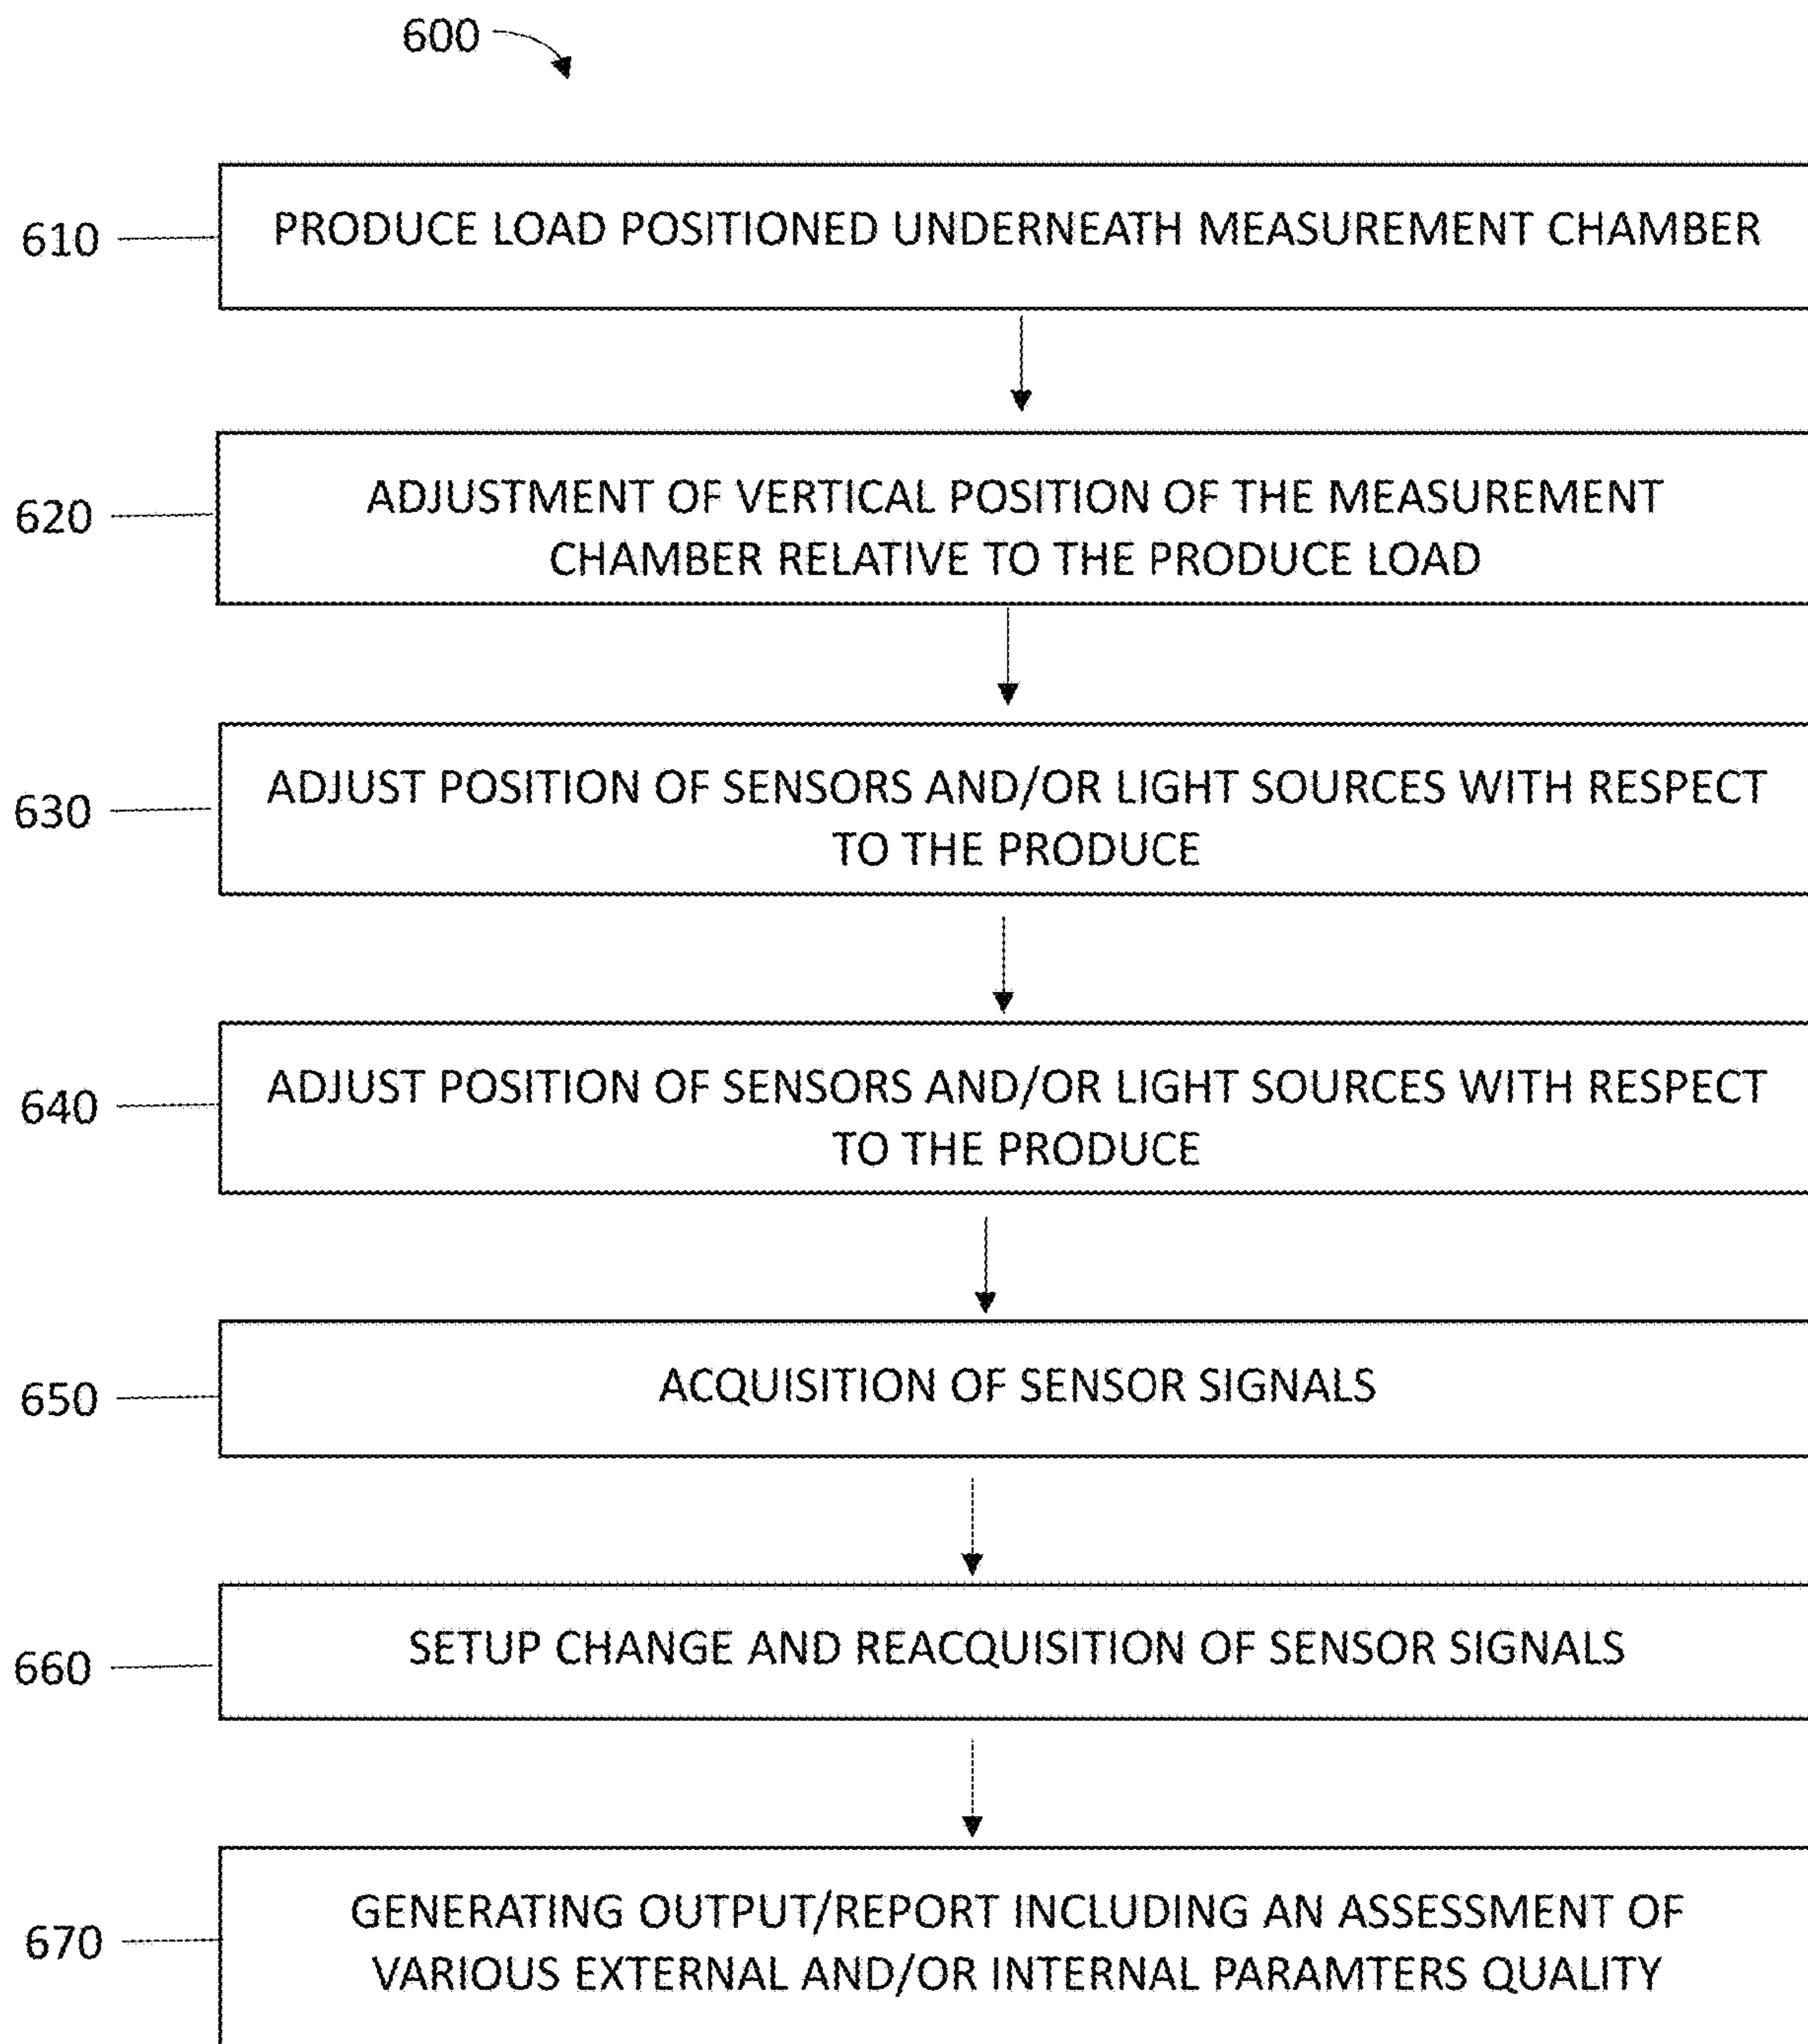 600
610
PRODUCE LOAD POSITIONED UNDERNEATH MEASUREMENT CHAMBER
620
ADJUSTMENT OF VERTICAL POSITION OF THE MEASUREMENT
CHAMBER RELATIVE TO THE PRODUCE LOAD
630
ADJUST POSITION OF SENSORS AND/OR LIGHT SOURCES WITH RESPECT
TO THE PRODUCE
640
ADJUST POSITION OF SENSORS AND/OR LIGHT SOURCES WITH RESPECT
TO THE PRODUCE
650
ACQUISITION OF SENSOR SIGNALS
660
SETUP CHANGE AND REACQUISITION OF SENSOR SIGNALS
670
GENERATING OUTPUT/REPORT INCLUDING AN ASSESSMENT OF
VARIOUS EXTERNAL AND/OR INTERNAL PARAMTERS QUALITY